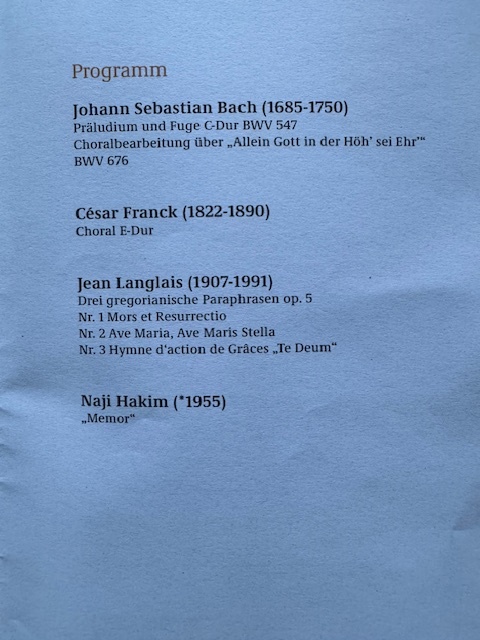 Programm
Johann Sebastian Bach (1685-1750)
Präludium und Fuge C-Dur BWV 547
Choralbearbeitung über „Allein Gott in der Höh’ sei Ehr’“
BWV 676
César Franck (1822-1890)
Choral E-Dur
Jean Langlais (1907-1991)
Drei gregorianische Paraphrasen op. 5
Nr. 1 Mors et Resurrectio
Nr. 2 Ave Maria, Ave Maris Stella
Nr. 3 Hymne d’action de Grâces „Te Deum“
Naji Hakim (*1955)
„Memor“